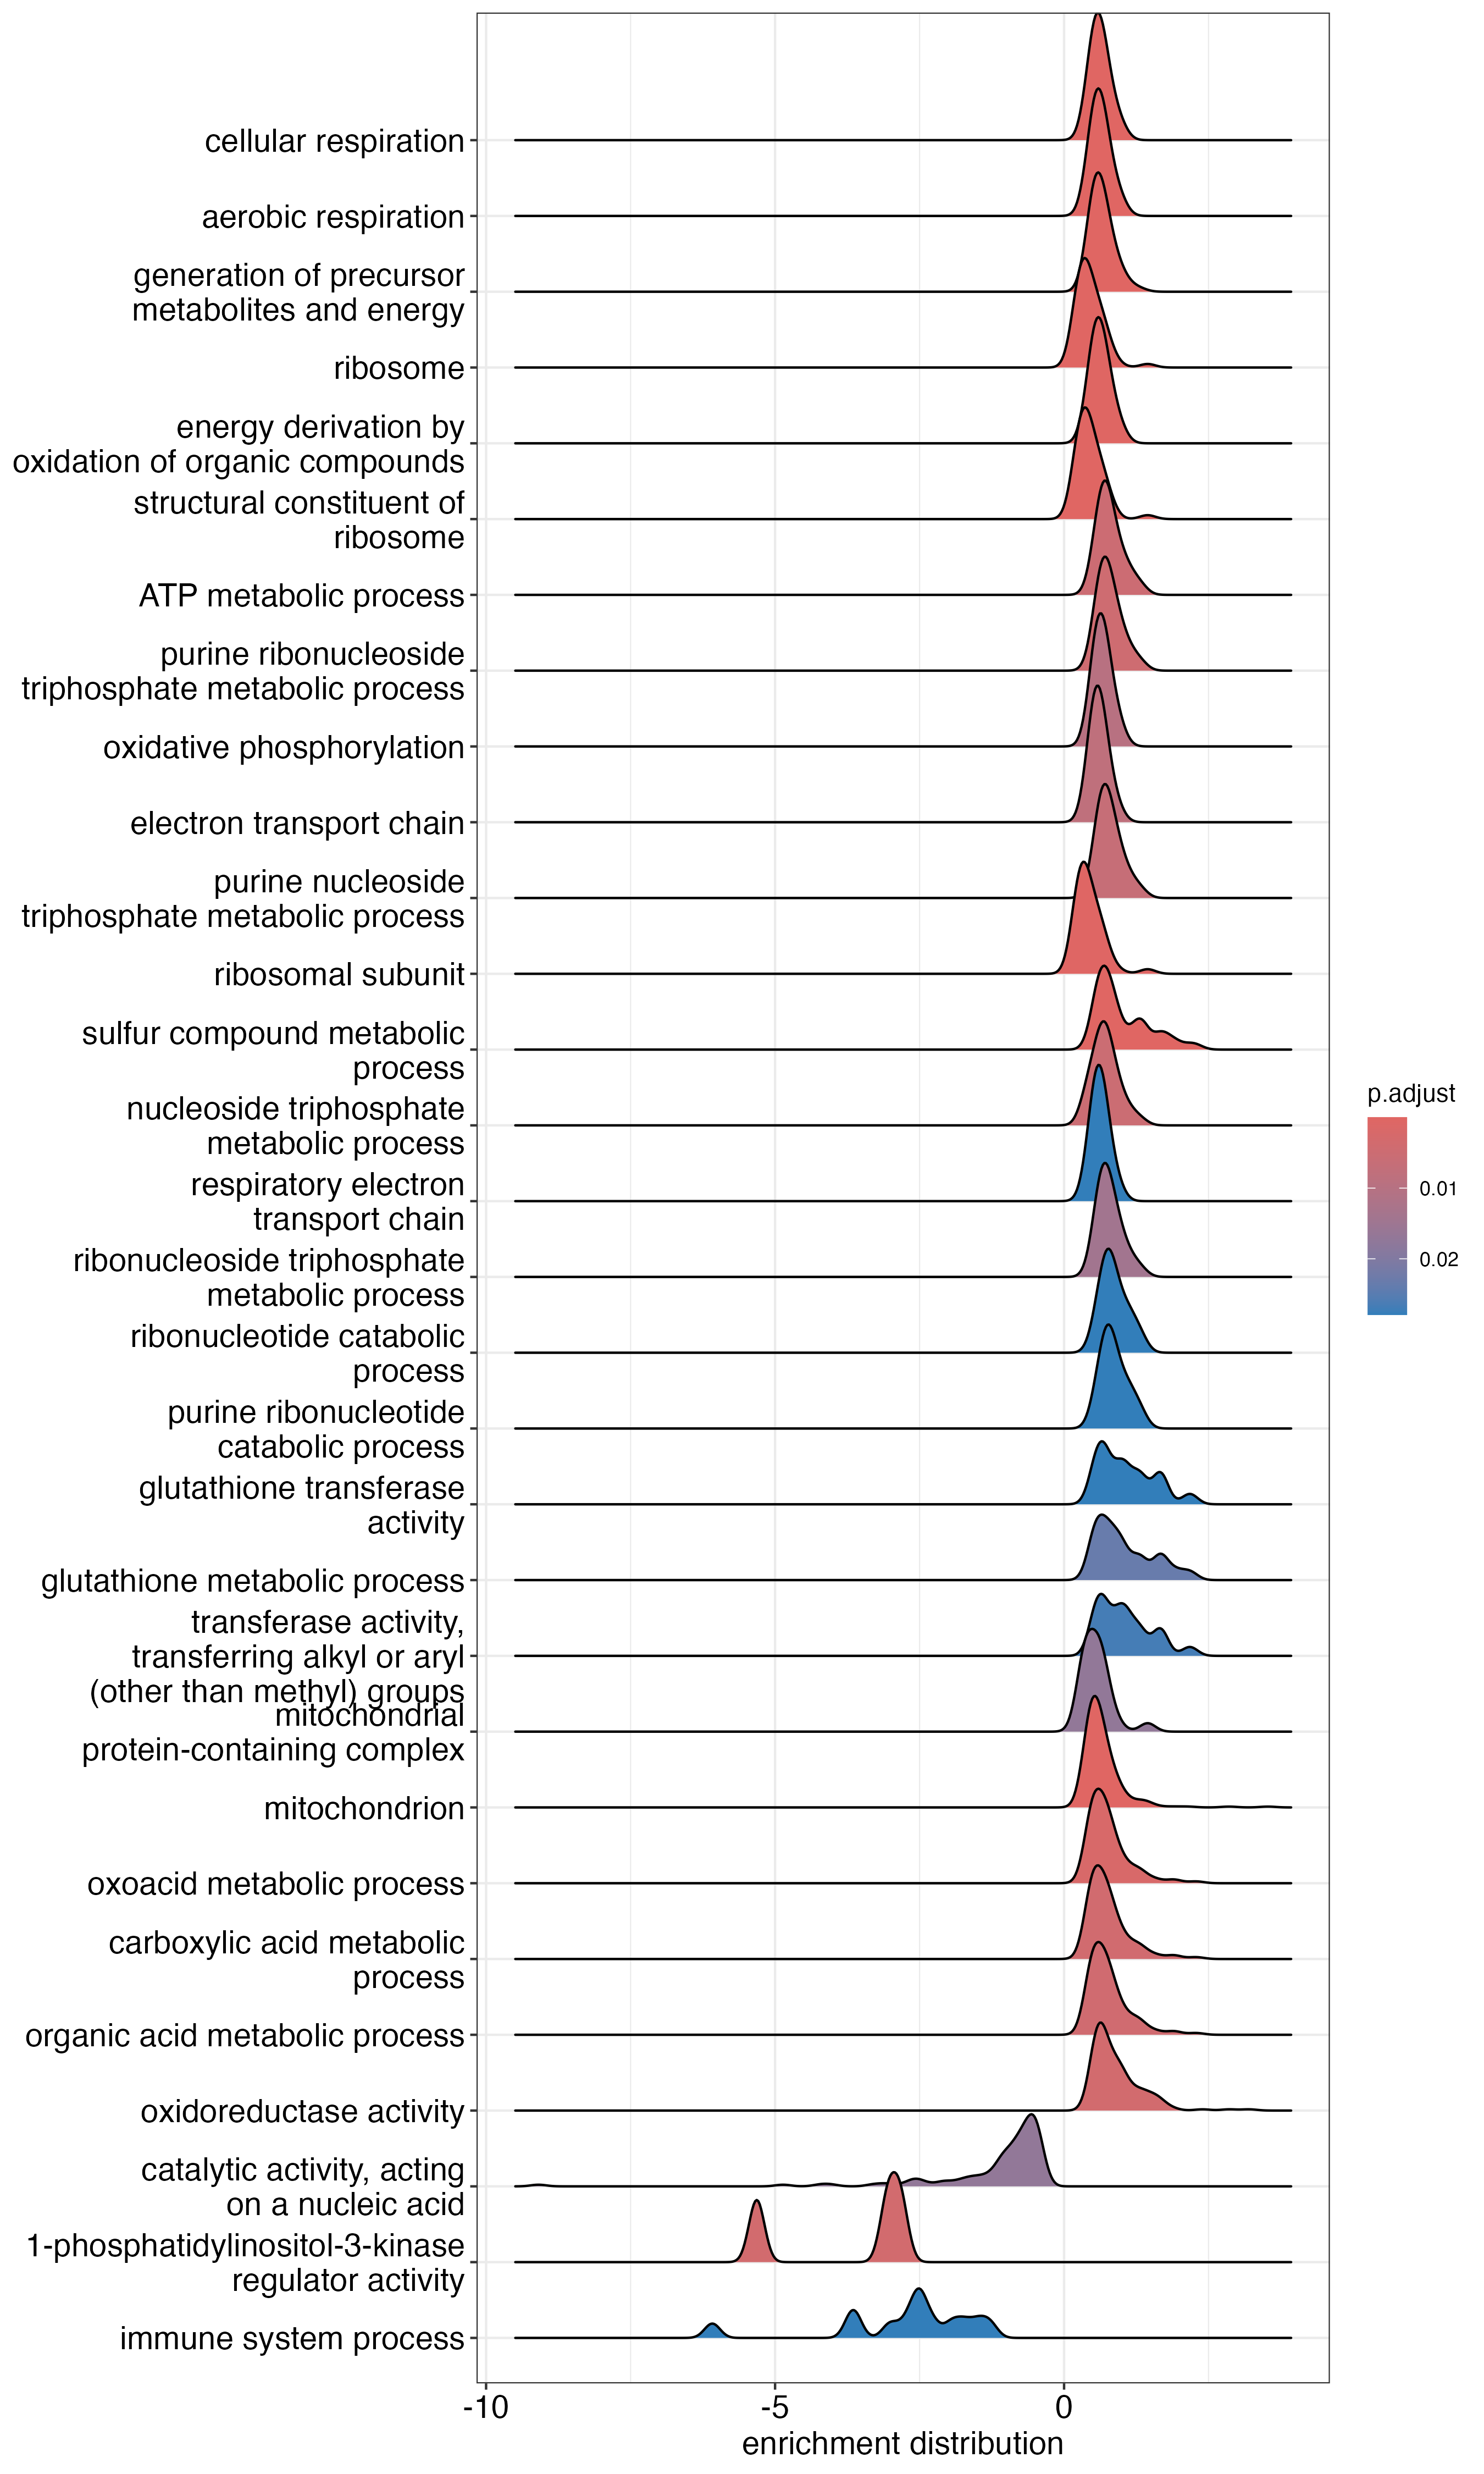 cellular respiration
aerobic respiration
generation of precursor
metabolites and energy
ribosome
energy derivation by
oxidation of organic compounds
structural constituent of
ribosome
ATP metabolic process
purine ribonucleoside
triphosphate metabolic process
oxidative phosphorylation
electron transport chain
purine nucleoside
triphosphate metabolic process
ribosomal subunit
sulfur compound metabolic
process
nucleoside triphosphate
metabolic process
respiratory electron
transport chain
ribonucleoside triphosphate
metabolic process
ribonucleotide catabolic
process
purine ribonucleotide
catabolic process
glutathione transferase
activity
glutathione metabolic process
transferase activity,
transferring alkyl or aryl
(other than methyl) groups
mitochondrial
protein-containing complex
mitochondrion
oxoacid metabolic process
carboxylic acid metabolic
process
organic acid metabolic process
oxidoreductase activity
catalytic activity, acting
on a nucleic acid
1-phosphatidylinositol-3-kinase
regulator activity
immune system process
-10 -5 0
enrichment distribution
p.adjust
0.01
0.02